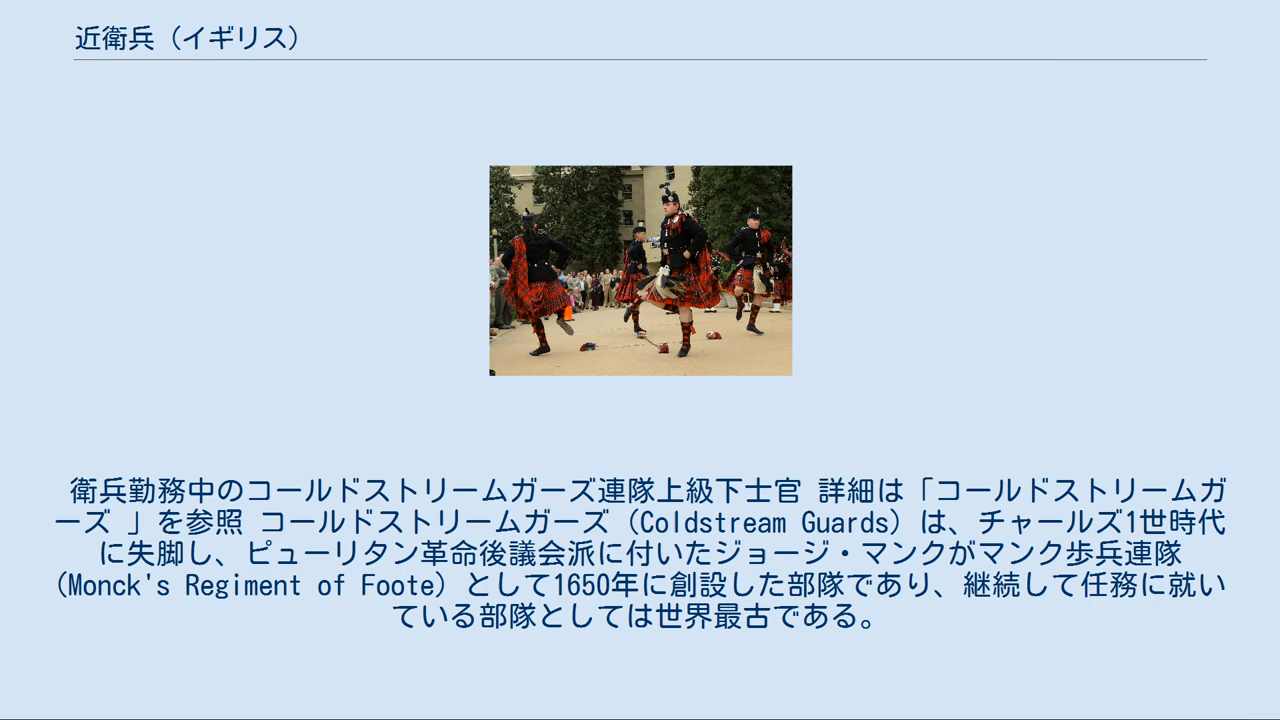 近衛兵（イギリス）
衛兵勤務中のコールドストリームガーズ連隊上級下士官 詳細は「コールドストリームガ
ーズ 」を参照 コールドストリームガーズ（Coldstream Guards）は、チャールズ1世時代
に失脚し、ピューリタン革命後議会派に付いたジョージ・マンクがマンク歩兵連隊
（Monck's Regiment of Foote）として1650年に創設した部隊であり、継続して任務に就い
ている部隊としては世界最古である。